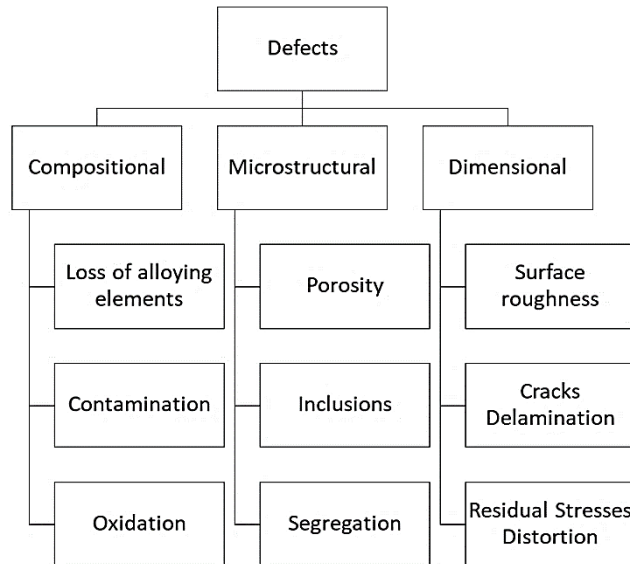 Defects
Compositional
Microstructural
Dimensional
Loss of alloying
elements
Porosity
Surface
roughness
Contamination
Inclusions
Cracks
Delamination
Oxidation
Segregation
Residual Stresses
Distortion